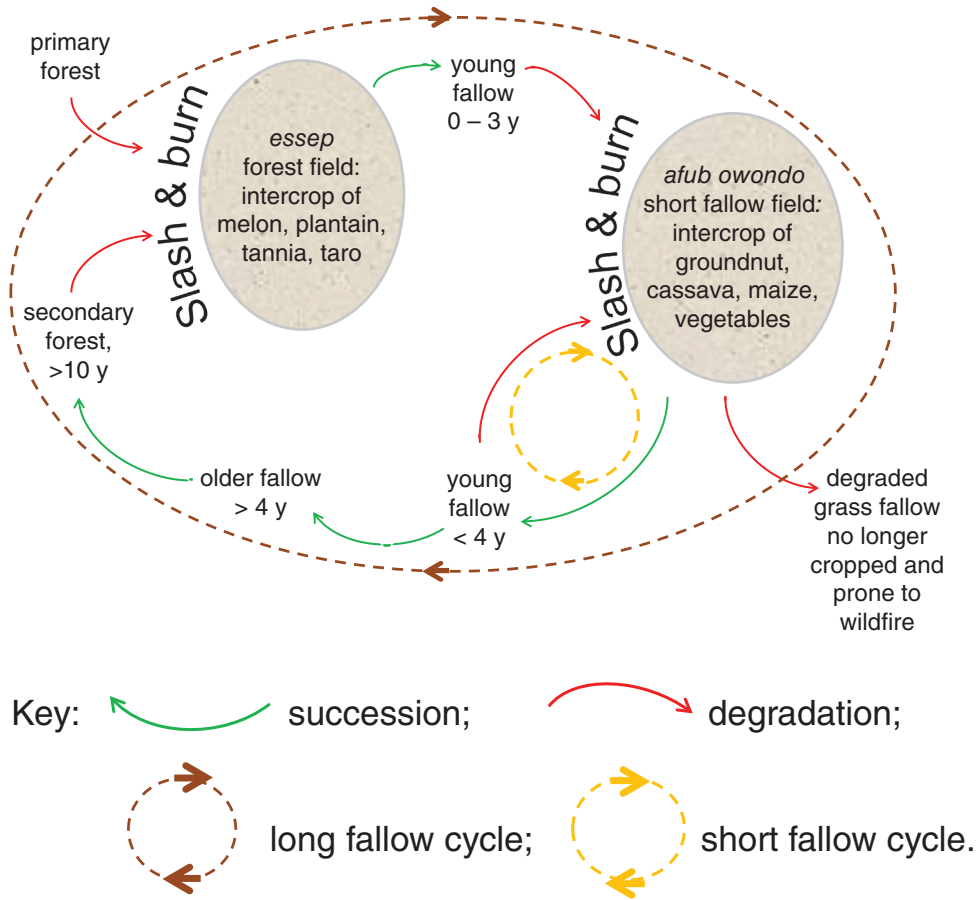 primary
forest
Slash & burn
essep
forest field:
intercrop of
melon, plantain,
tannia, taro
young
fallow
0 – 3 y
Slash & burn
afub owondo
short fallow field:
intercrop of
groundnut,
cassava, maize,
vegetables
secondary
forest,
>10 y
older fallow
> 4 y
young
fallow
< 4 y
degraded
grass fallow
no longer
cropped and
prone to
wildfire
Key:
succession;
degradation;
long fallow cycle;
short fallow cycle.